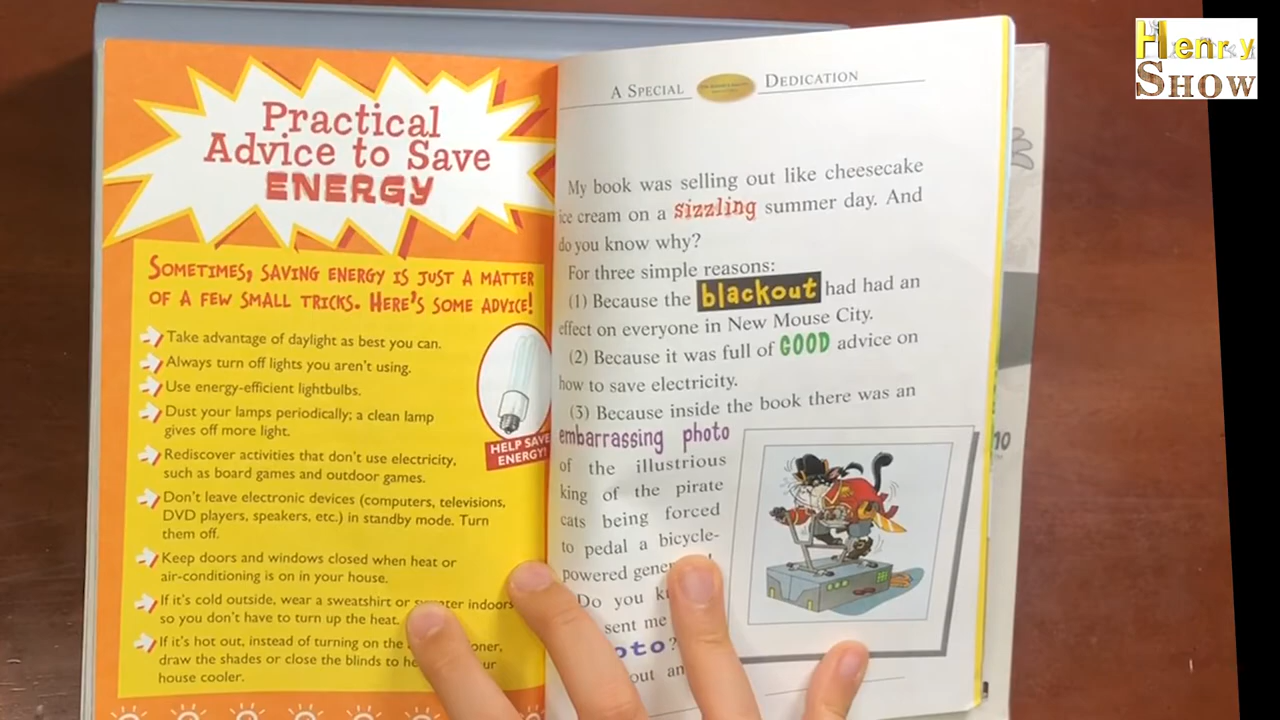 Henry
SHOW
Practical
Advice to Save
ENERGY
SOMETIMES, SAVING ENERGY IS JUST A MATTER
OF A FEW SMALL TRICKS. HERE'S SOME ADVICE!
Take advantage of daylight as best you can.
Always turn off lights you aren't using.
Use energy-efficient lightbulbs.
Dust your lamps periodically; a clean lamp
gives off more light.
Rediscover activities that don't use electricity,
such as board games and outdoor games.
Don't leave electronic devices (computers, televisions,
DVD players, speakers, etc.) in standby mode. Turn
them off.
Keep doors and windows closed when heat or
air-conditioning is on in your house.
If it's cold outside, wear a sweatshirt or sweater indoors
so you don't have to turn up the heat.
If it's hot out, instead of turning on the
draw the shades or close the blinds to
house cooler.
HELP SAVE
ENERGY!
A SPECIAL DEDICATION
My book was selling out like cheesecake
ice cream on a sizzling summer day. And
do you know why?
For three simple reasons:
(1) Because the blackout had had an
effect on everyone in New Mouse City.
(2) Because it was full of GOOD advice on
how to save electricity.
(3) Because inside the book there was an
embarrassing photo
of the illustrious
king of the pirate
cats being forced
to pedal a bicycle-
powered
Do you
sent me
out
10